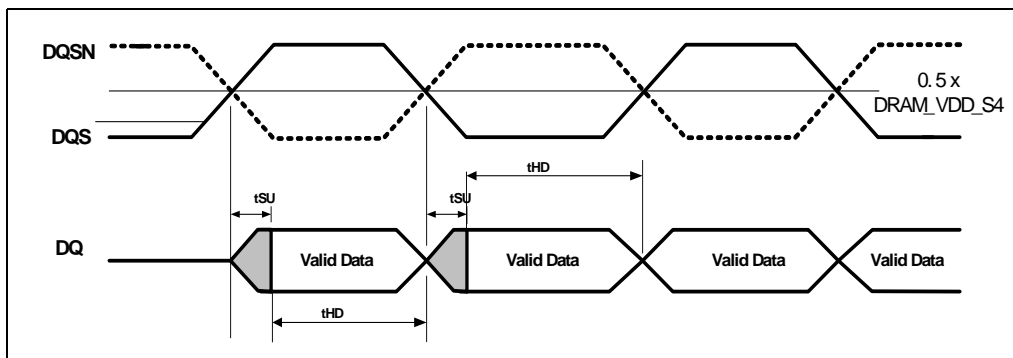 DQSN
0.5 x
DRAM_VDD_S4
DQS
tHD
tSU
tSU
DQ
Valid Data
Valid Data
Valid Data
Valid Data
tHD